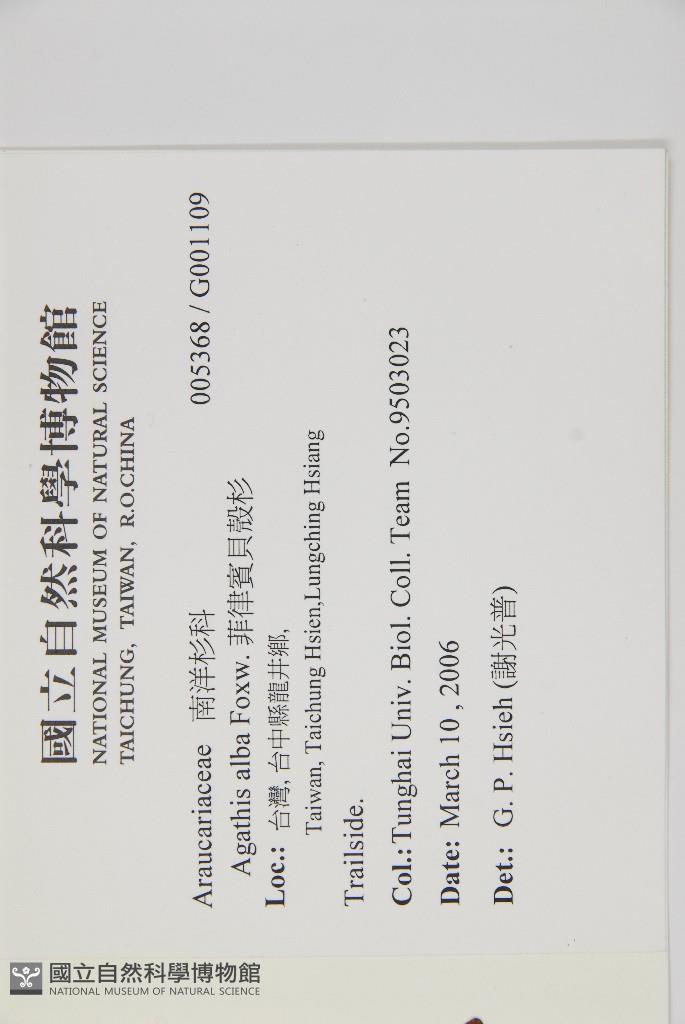 國立自然科學博物館
NATIONAL MUSEUM OF NATURAL SCIENCE
TAICHUNG, TAIWAN, R.O.CHINA
Araucariaceae 南洋杉科 005368 / G001109
Agathis alba Foxw. 菲律賓貝殼杉
Loc.: 台灣, 台中縣龍井鄉,
Taiwan, Taichung Hsien,Lungching Hsiang
Trailside.
Col.: Tunghai Univ. Biol. Coll. Team No.9503023
Date: March 10 , 2006
Det.: G. P. Hsieh (謝光普)
國立自然科學博物館
NATIONAL MUSEUM OF NATURAL SCIENCE